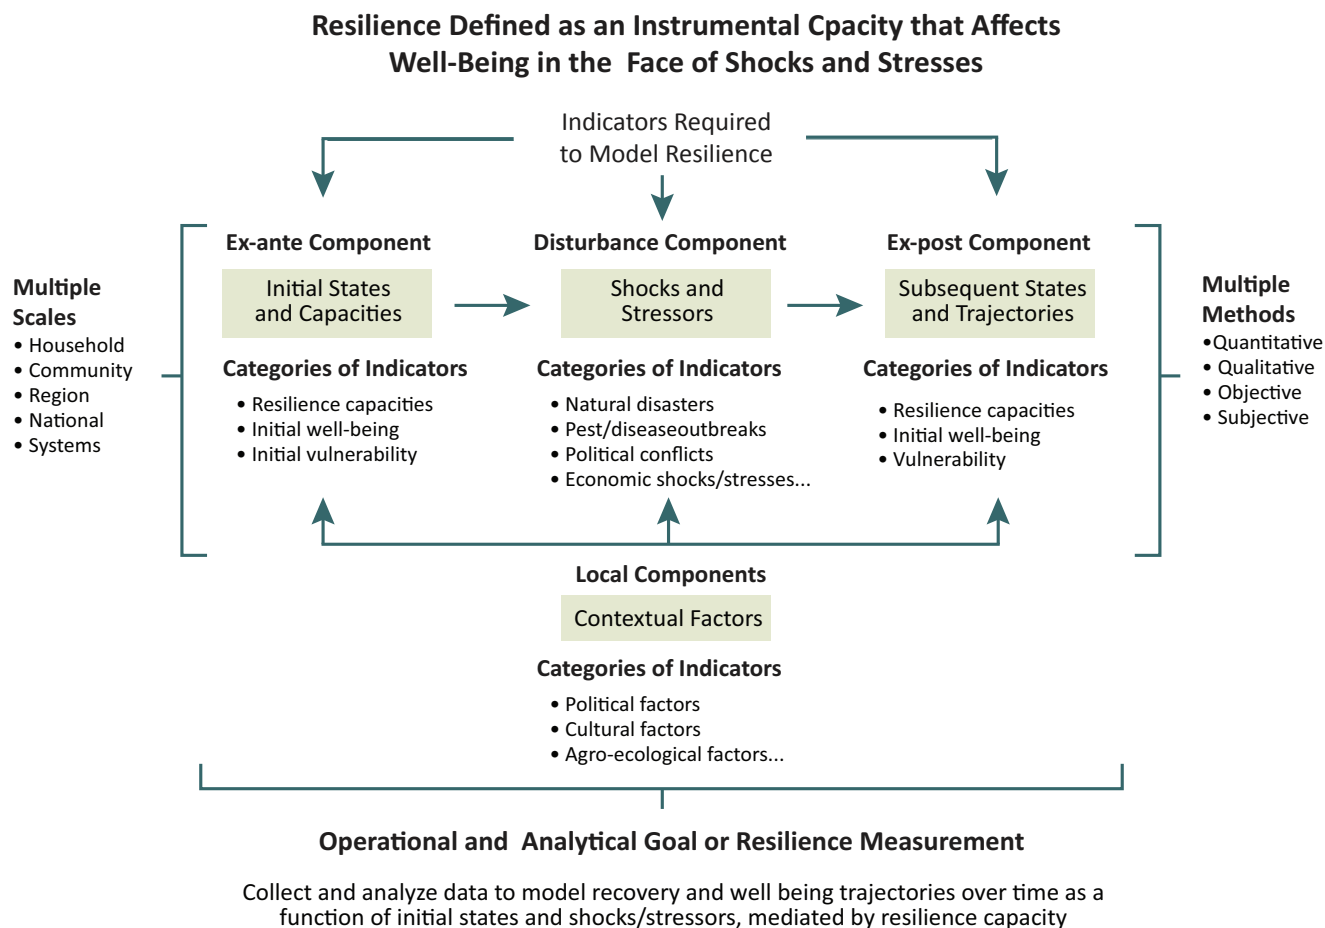 Resilience Defined as an Instrumental Cpacity that Affects
Well-Being in the Face of Shocks and Stresses
Indicators Required
to Model Resilience
Multiple
Scales
• Household
• Community
• Region
• National
• Systems
Ex-ante Component
Initial States
and Capacities
Categories of Indicators
• Resilience capacities
• Initial well-being
• Initial vulnerability
Disturbance Component
Shocks and
Stressors
Categories of Indicators
• Natural disasters
• Pest/diseaseoutbreaks
• Political conflicts
• Economic shocks/stresses...
Ex-post Component
Subsequent States
and Trajectories
Categories of Indicators
• Resilience capacities
• Initial well-being
• Vulnerability
Multiple
Methods
•Quantitative
• Qualitative
• Objective
• Subjective
Local Components
Contextual Factors
Categories of Indicators
• Political factors
• Cultural factors
• Agro-ecological factors...
Operational and Analytical Goal or Resilience Measurement
Collect and analyze data to model recovery and well being trajectories over time as a
function of initial states and shocks/stressors, mediated by resilience capacity